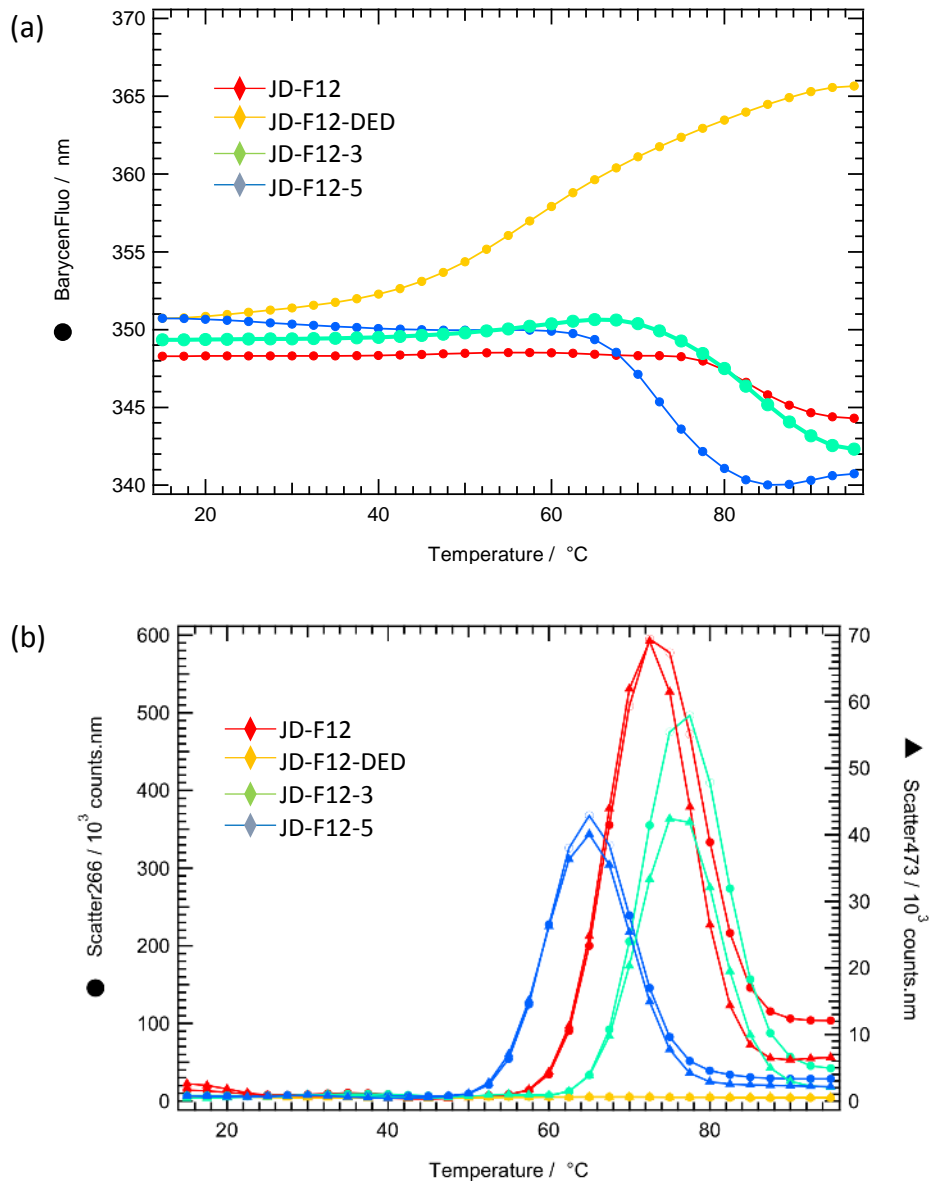 (a)
370
365
360
355
350
345
340
BarycenFluo / nm
JD-F12
JD-F12-DED
JD-F12-3
JD-F12-5
20
40
60
80
Temperature / °C
(b)
600
500
400
300
200
100
0
Scatter266 / 10³ counts.nm
JD-F12
JD-F12-DED
JD-F12-3
JD-F12-5
70
60
50
40
30
20
10
0
Scatter473 / 10³ counts.nm
20
40
60
80
Temperature / °C